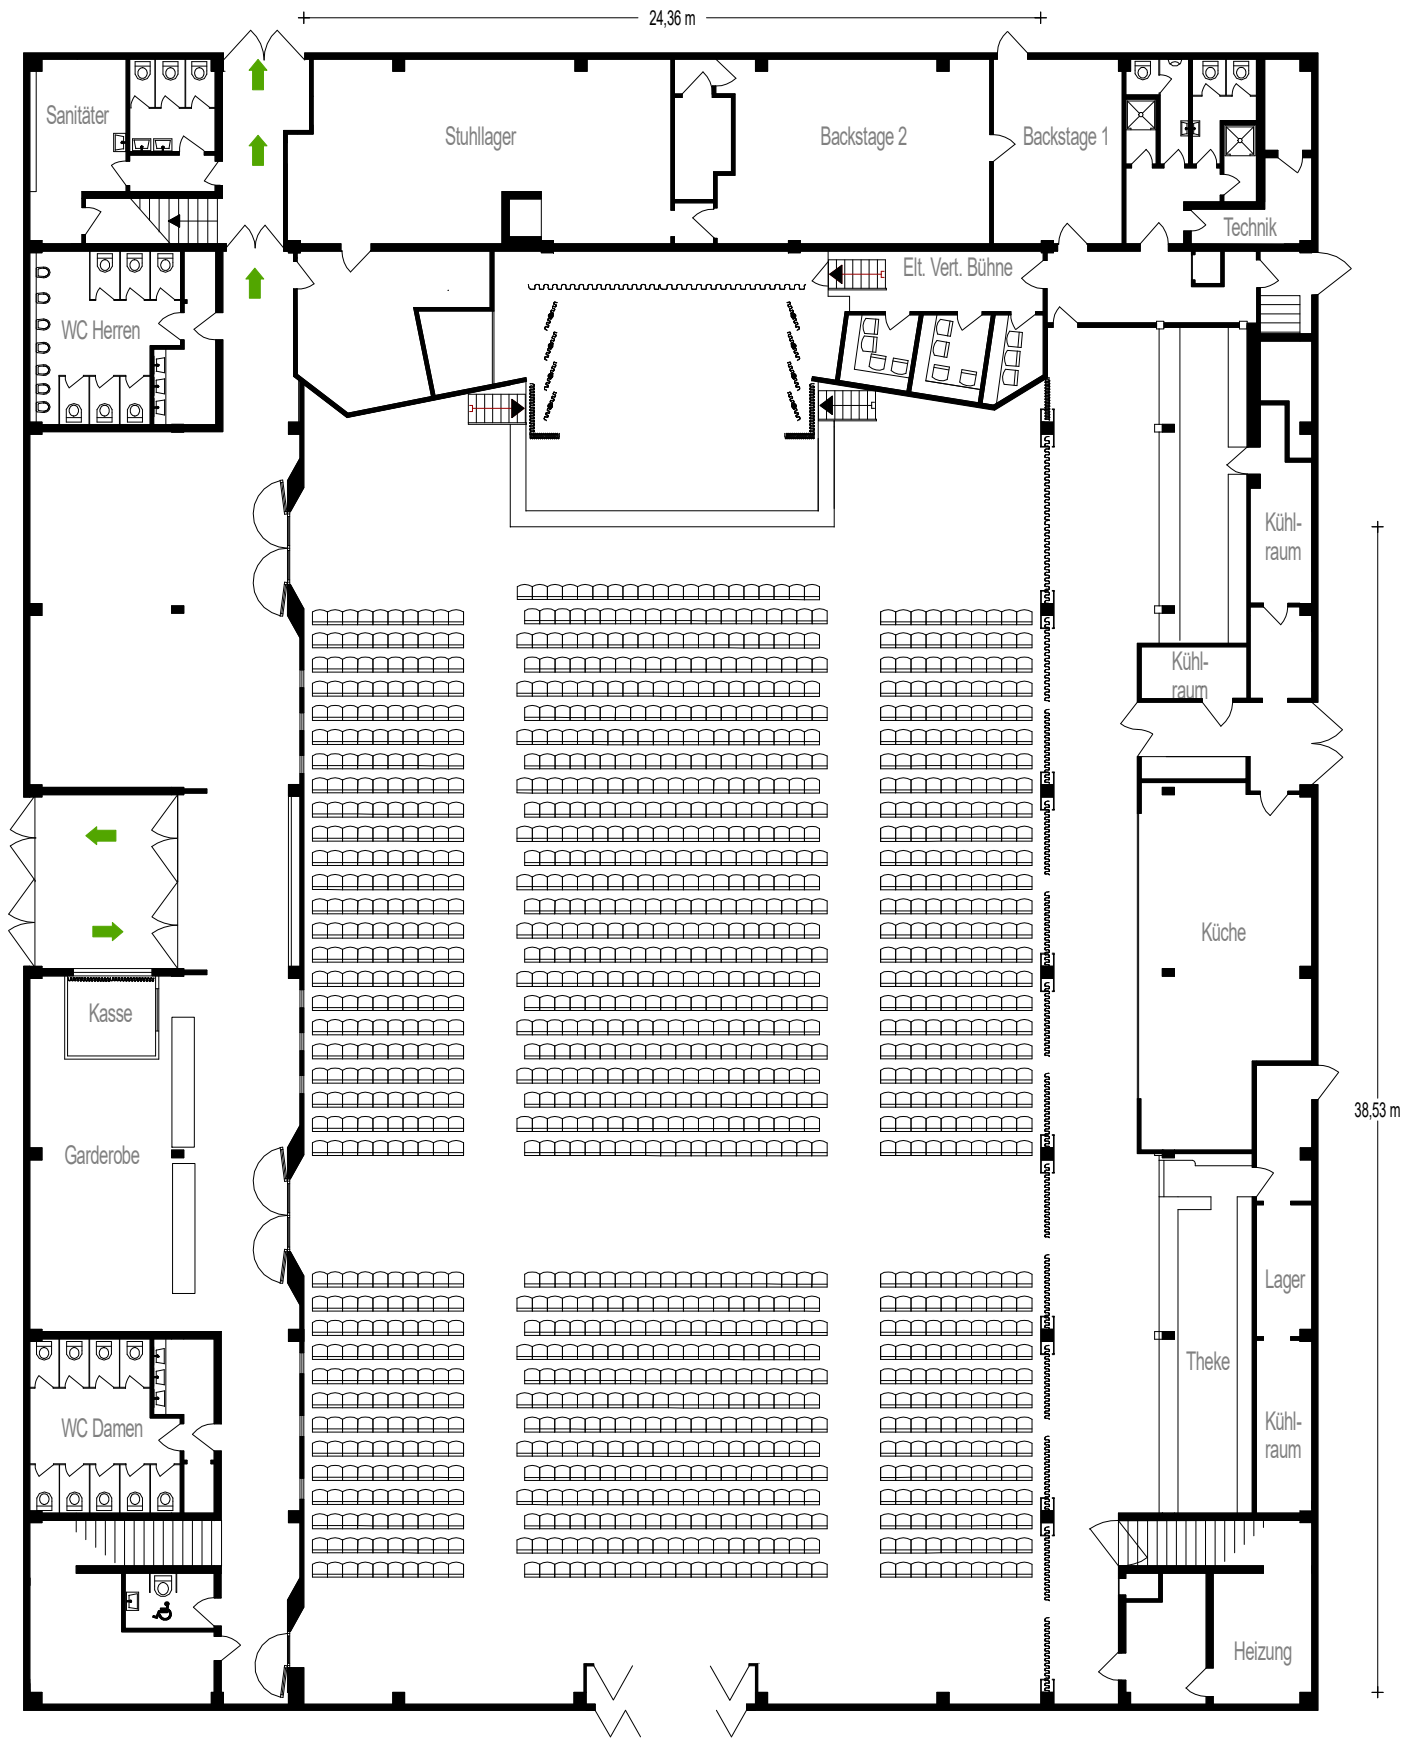 24,36 m
Sanitäter
Stuhllager
Backstage 2
Backstage 1
Technik
Elt. Vert. Bühne
WC Herren
Kühl-
raum
Kühl-
raum
Küche
Kasse
38,53 m
Garderobe
Lager
Theke
WC Damen
Kühl-
raum
Heizung